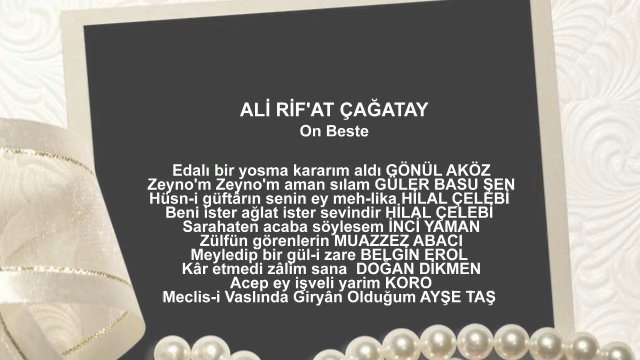 ALİ RİF'AT ÇAĞATAY
On Beste
Edalı bir yosma kararım aldı GÖNÜL AKÖZ
Zeyno'm Zeyno'm aman sılam GÜLER BASU ŞEN
Hüsn-i güftârın senin ey meh-lika HİLAL ÇELEBİ
Beni ister ağlat ister sevindir HİLAL ÇELEBİ
Sarahaten acaba söylesem İNCİ YAMAN
Zülfün görenlerin MUAZZEZ ABACI
Meyledip bir gül-i zare BELGİN EROL
Kâr etmedi zâlim sana DOĞAN DİKMEN
Acep ey işveli yarim KORO
Meclis-i Vaslında Giryân Olduğum AYŞE TAŞ